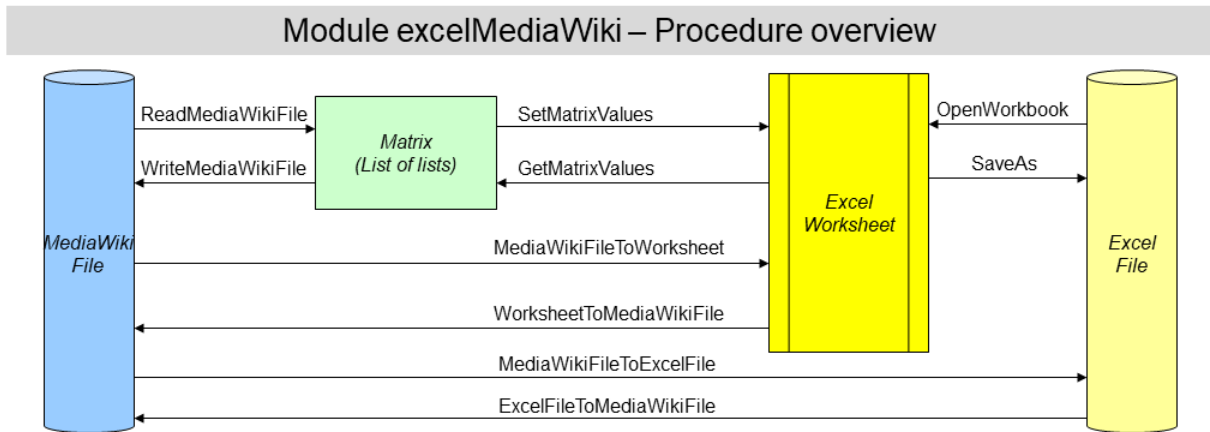 Module excelMediaWiki – Procedure overview
ReadMediaWikiFile
SetMatrixValues
OpenWorkbook
Matrix
(List of lists)
WriteMediaWikiFile
GetMatrixValues
SaveAs
Excel
Worksheet
MediaWiki
File
MediaWikiFileToWorksheet
Excel
File
WorksheetToMediaWikiFile
MediaWikiFileToExcelFile
ExcelFileToMediaWikiFile